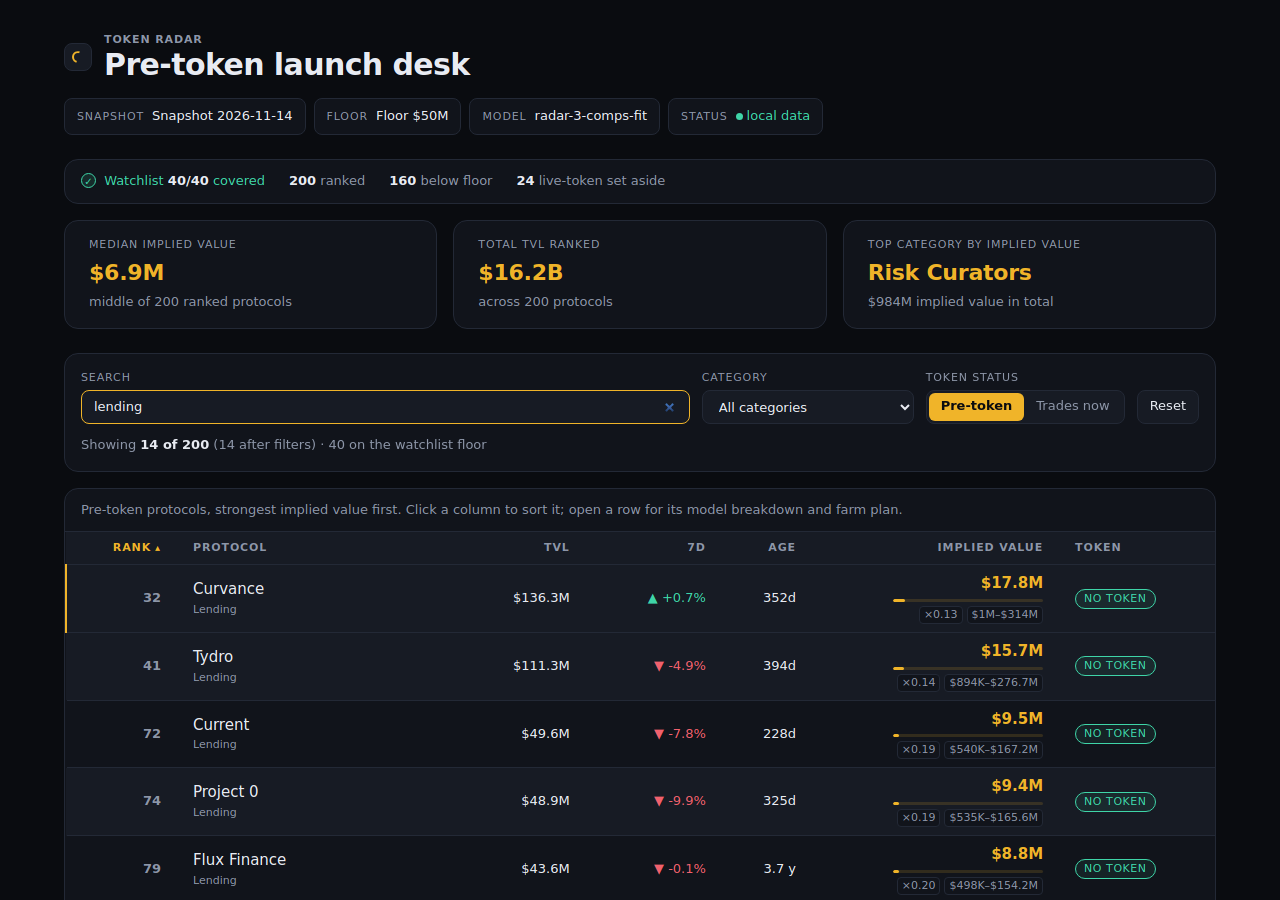 TOKEN RADAR
Pre-token launch desk
SNAPSHOT Snapshot 2026-11-14 FLOOR Floor $50M MODEL radar-3-comps-fit STATUS local data
Watchlist 40/40 covered 200 ranked 160 below floor 24 live-token set aside
MEDIAN IMPLIED VALUE
$6.9M
middle of 200 ranked protocols
TOTAL TVL RANKED
$16.2B
across 200 protocols
TOP CATEGORY BY IMPLIED VALUE
Risk Curators
$984M implied value in total
SEARCH CATEGORY TOKEN STATUS
lending All categories Pre-token Trades now Reset
Showing 14 of 200 (14 after filters) · 40 on the watchlist floor
Pre-token protocols, strongest implied value first. Click a column to sort it; open a row for its model breakdown and farm plan.
RANK ▴ PROTOCOL TVL 7D AGE IMPLIED VALUE TOKEN
32 Curvance $136.3M ▲ +0.7% 352d $17.8M NO TOKEN
Lending ×0.13 $1M–$314M
41 Tydro $111.3M ▼ -4.9% 394d $15.7M NO TOKEN
Lending ×0.14 $894K–$276.7M
72 Current $49.6M ▼ -7.8% 228d $9.5M NO TOKEN
Lending ×0.19 $540K–$167.2M
74 Project 0 $48.9M ▼ -9.9% 325d $9.4M NO TOKEN
Lending ×0.19 $535K–$165.6M
79 Flux Finance $43.6M ▼ -0.1% 3.7 y $8.8M NO TOKEN
Lending ×0.20 $498K–$154.2M